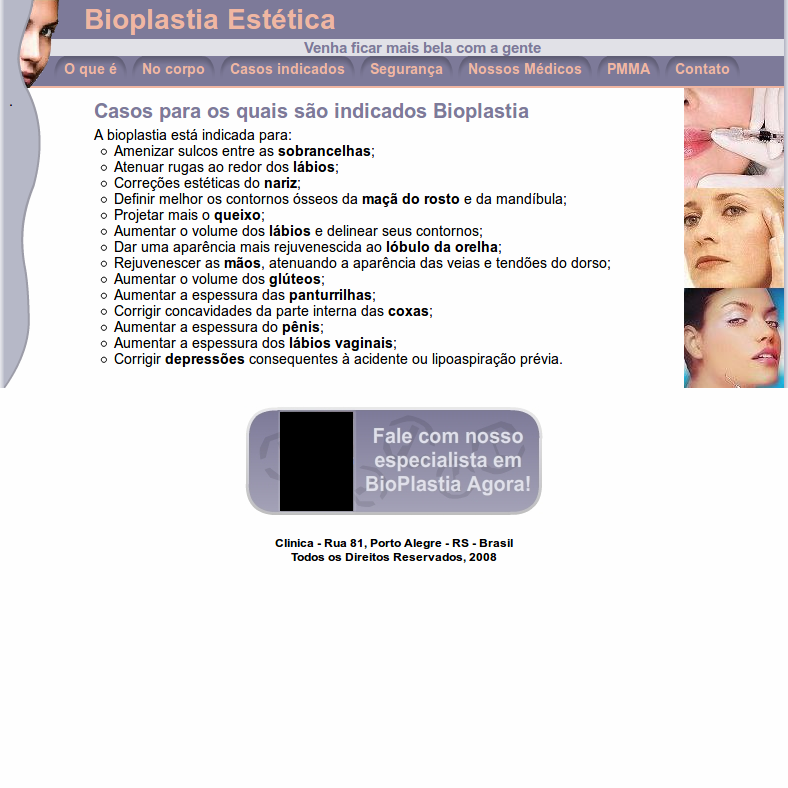 Bioplastia Estética
Venha ficar mais bela com a gente
O que é No corpo Casos indicados Segurança Nossos Médicos PMMA Contato
Casos para os quais são indicados Bioplastia
A bioplastia está indicada para:
Amenizar sulcos entre as sobrancelhas;
Atenuar rugas ao redor dos lábios;
Correções estéticas do nariz;
Definir melhor os contornos ósseos da maçã do rosto e da mandíbula;
Projetar mais o queixo;
Aumentar o volume dos lábios e delinear seus contornos;
Dar uma aparência mais rejuvenescida ao lóbulo da orelha;
Rejuvenescer as mãos, atenuando a aparência das veias e tendões do dorso;
Aumentar o volume dos glúteos;
Aumentar a espessura das panturrilhas;
Corrigir concavidades da parte interna das coxas;
Aumentar a espessura do pênis;
Aumentar a espessura dos lábios vaginais;
Corrigir depressões consequentes à acidente ou lipoaspiração prévia.
Fale com nosso
especialista em
BioPlastia Agora!
Clinica - Rua 81, Porto Alegre - RS - Brasil
Todos os Direitos Reservados, 2008